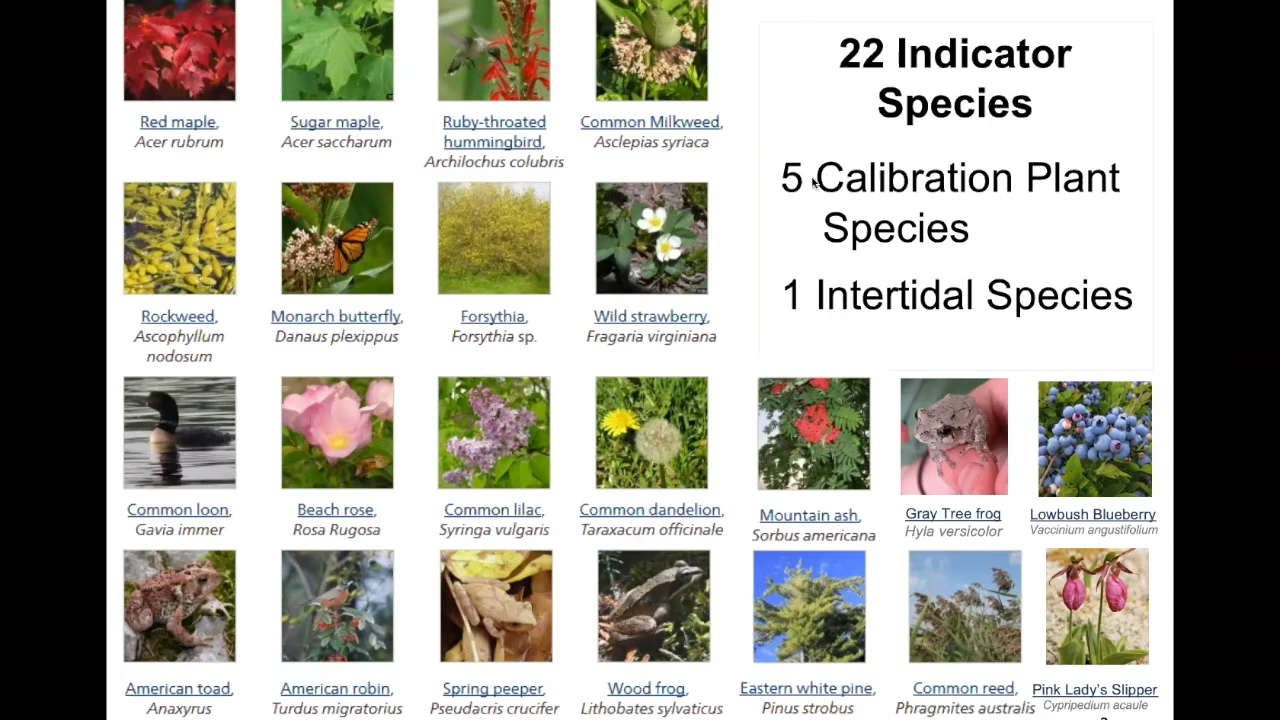 22 Indicator
Species
5 Calibration Plant
Species
1 Intertidal Species
Red maple,
Acer rubrum
Sugar maple,
Acer saccharum
Ruby-throated
hummingbird,
Archilochus colubris
Common Milkweed,
Asclepias syriaca
Rockweed,
Ascophyllum
nodosum
Monarch butterfly,
Danaus plexippus
Forsythia,
Forsythia sp.
Wild strawberry,
Fragaria virginiana
Common loon,
Gavia immer
Beach rose,
Rosa Rugosa
Common lilac,
Syringa vulgaris
Common dandelion,
Taraxacum officinale
Mountain ash,
Sorbus americana
Gray Tree frog
Hyla versicolor
Lowbush Blueberry
Vaccinium angustifolium
American toad,
Anaxyrus
American robin,
Turdus migratorius
Spring peeper,
Pseudacris crucifer
Wood frog,
Lithobates sylvaticus
Eastern white pine,
Pinus strobus
Common reed,
Phragmites australis
Pink Lady's Slipper
Cypripedium acaule